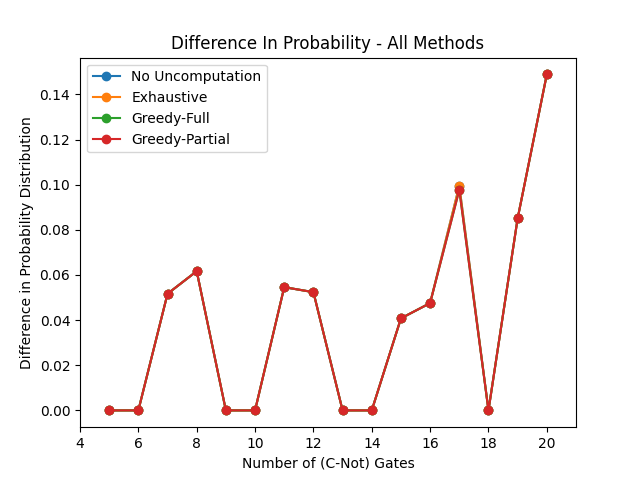 Difference In Probability - All Methods
No Uncomputation
Exhaustive
Greedy-Full
Greedy-Partial
Difference in Probability Distribution
0.14
0.12
0.10
0.08
0.06
0.04
0.02
0.00
4 6 8 10 12 14 16 18 20
Number of (C-Not) Gates